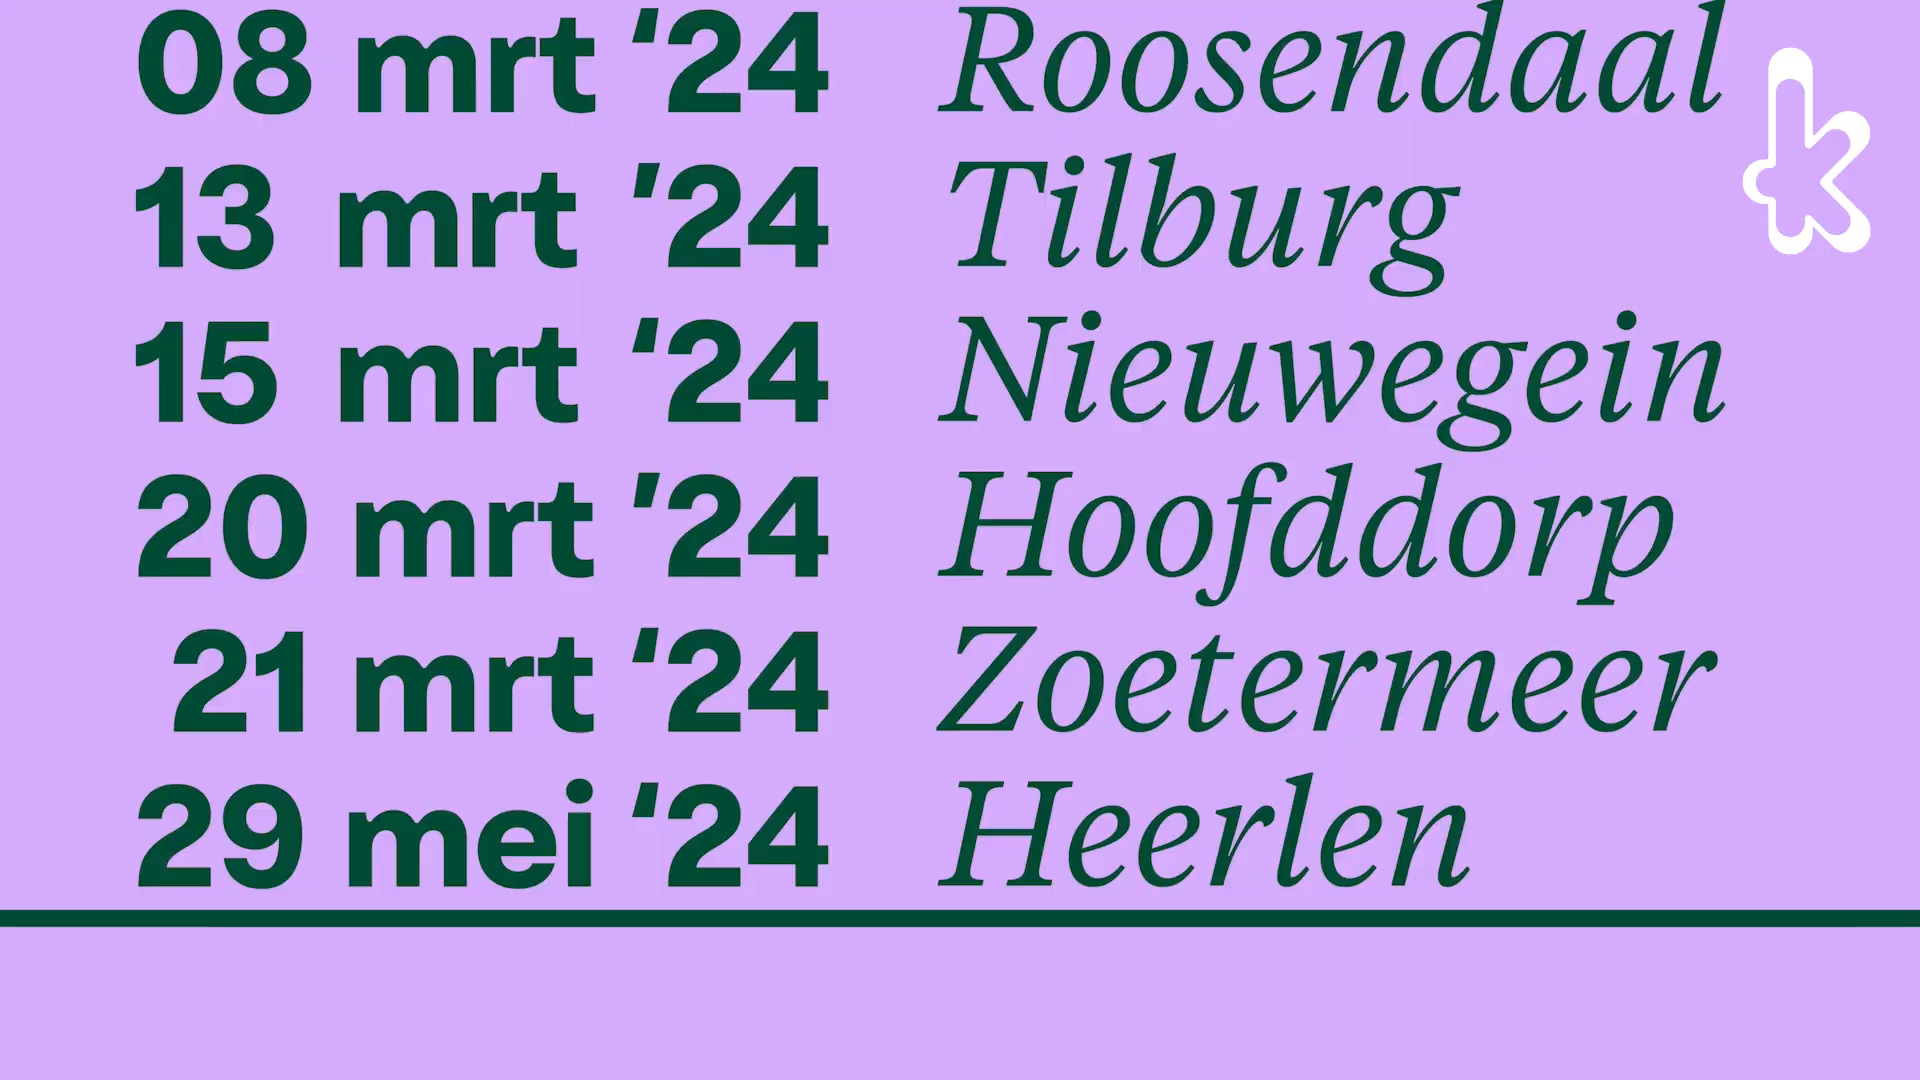 08 mrt ‘24 Roosendaal
13 mrt ’24 Tilburg
15 mrt ‘24 Nieuwegein
20 mrt ’24 Hoofddorp
21 mrt ‘24 Zoetermeer
29 mei ‘24 Heerlen
k